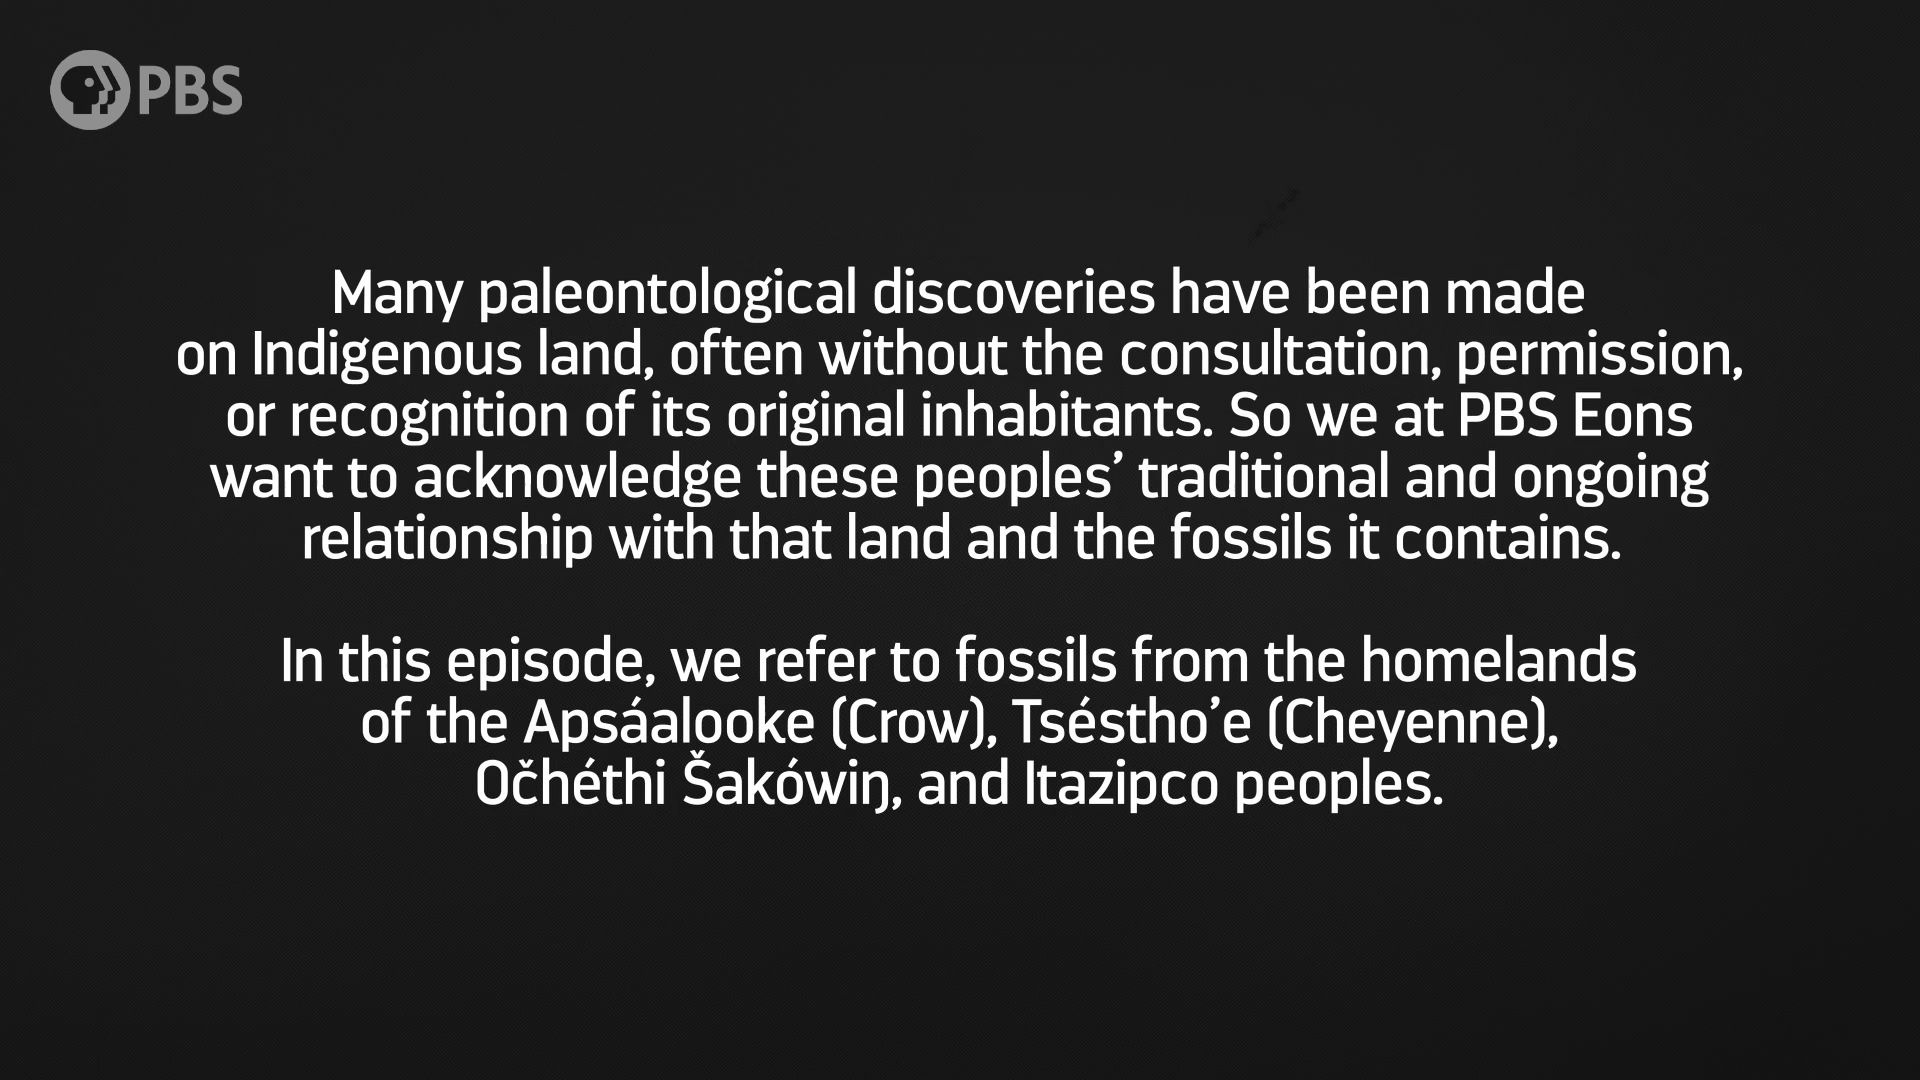 PBS
Many paleontological discoveries have been made
on Indigenous land, often without the consultation, permission,
or recognition of its original inhabitants. So we at PBS Eons
want to acknowledge these peoples’ traditional and ongoing
relationship with that land and the fossils it contains.
In this episode, we refer to fossils from the homelands
of the Apsáalooke (Crow), Tséstho’e (Cheyenne),
Očhéthi Šakówiŋ, and Itazipco peoples.